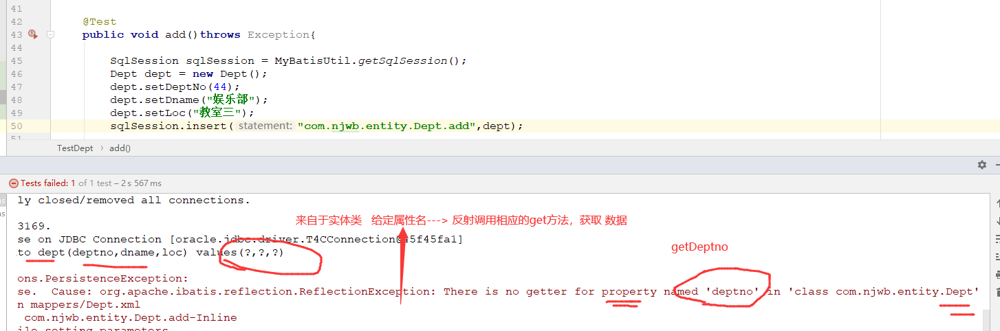 41
42 @Test
43 public void add()throws Exception{
44
45 SqlSession sqlSession = MyBatisUtil.getSqlSession();
46 Dept dept = new Dept();
47 dept.setDeptNo(44);
48 dept.setDname("娱乐部");
49 dept.setLoc("教室三");
50 sqlSession.insert( statement: "com.njwb.entity.Dept.add",dept);
51
TestDept › add()
Tests failed: 1 of 1 test – 2 s 567 ms
ly closed/removed all connections.
来自于实体类 给定属性名---> 反射调用相应的get方法，获取 数据
3169.
se on JDBC Connection [oracle.jdbc.driver.T4CConnection@45f45fa1]
getDeptno
to dept(deptno,dname,loc) values(?,?,?)
ons.PersistenceException:
se. Cause: org.apache.ibatis.reflection.ReflectionException: There is no getter for property named 'deptno' in 'class com.njwb.entity.Dept'
n mappers/Dept.xml
com.njwb.entity.Dept.add-Inline
ile setting parameters